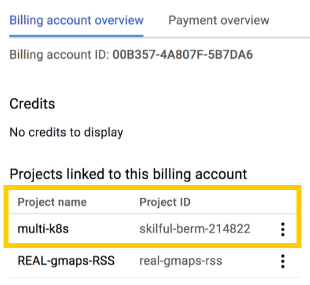 Billing account overview Payment overview
Billing account ID: 00B357-4A807F-5B7DA6
Credits
No credits to display
Projects linked to this billing account
Project name Project ID
multi-k8s skilful-berm-214822
REAL-gmaps-RSS real-gmaps-rss